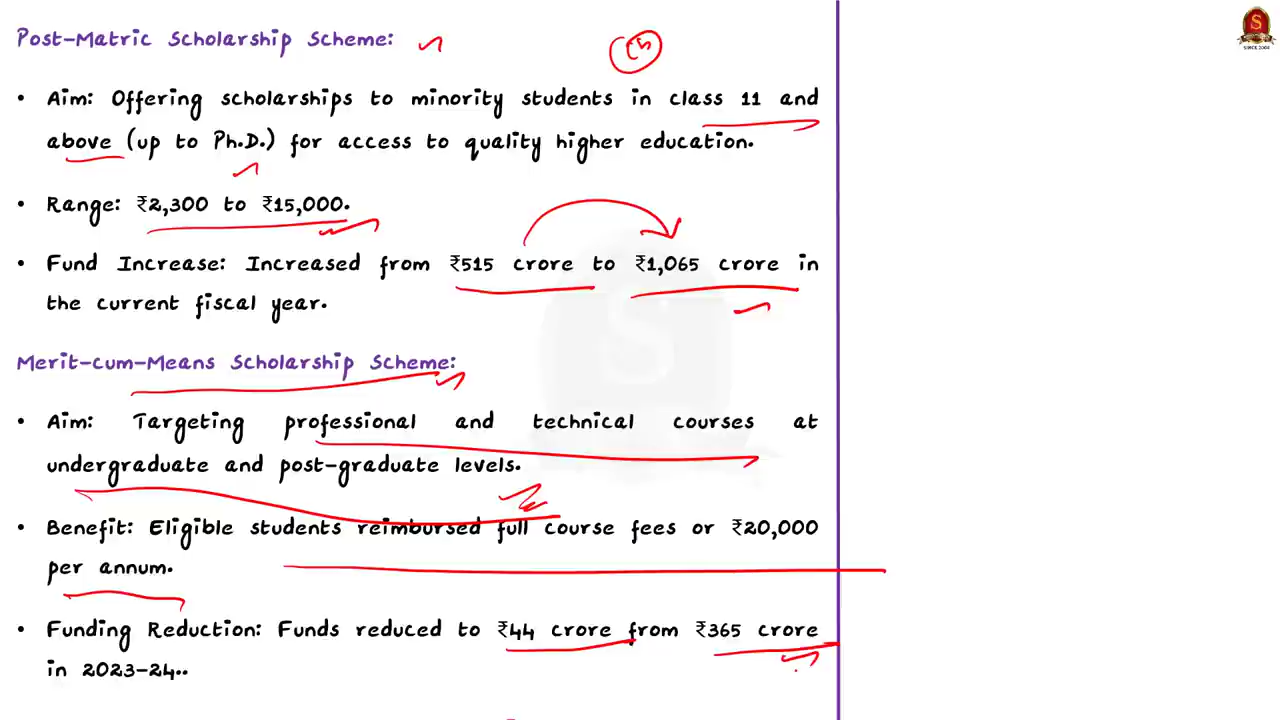 Post-Matric Scholarship Scheme:
• Aim: Offering scholarships to minority students in class 11 and
above (up to Ph.D.) for access to quality higher education.
• Range: ₹2,300 to ₹15,000.
• Fund Increase: Increased from ₹515 crore to ₹1,065 crore in
the current fiscal year.
Merit-cum-Means Scholarship Scheme:
• Aim: Targeting professional and technical courses at
undergraduate and post-graduate levels.
• Benefit: Eligible students reimbursed full course fees or ₹20,000
per annum.
• Funding Reduction: Funds reduced to ₹44 crore from ₹365 crore
in 2023-24..
S
SINCE 2004